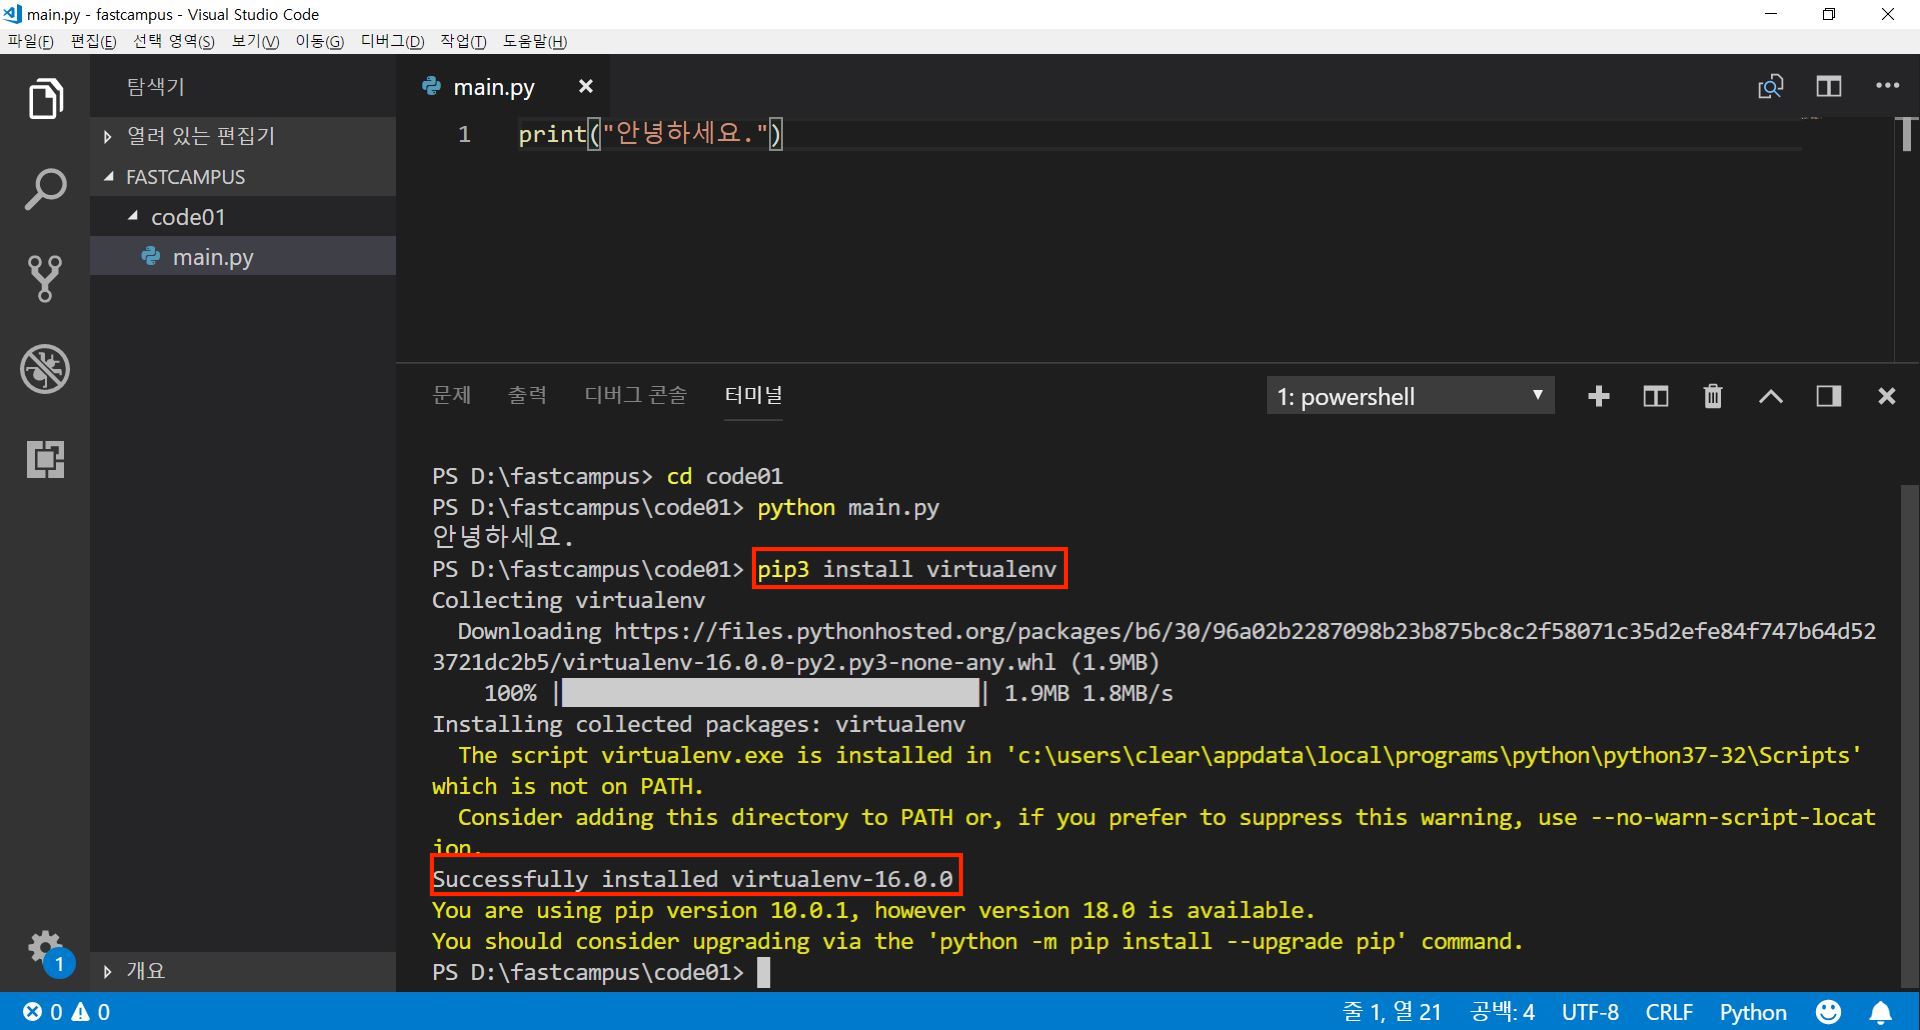 main.py - fastcampus - Visual Studio Code
파일(F) 편집(E) 선택 영역(S) 보기(V) 이동(G) 디버그(D) 작업(T) 도움말(H)
탐색기
열려 있는 편집기
FASTCAMPUS
code01
main.py
main.py
1 print("안녕하세요.")
문제 출력 디버그 콘솔 터미널
1: powershell
PS D:\fastcampus> cd code01
PS D:\fastcampus\code01> python main.py
안녕하세요.
PS D:\fastcampus\code01> pip3 install virtualenv
Collecting virtualenv
Downloading https://files.pythonhosted.org/packages/b6/30/96a02b2287098b23b875bc8c2f58071c35d2efe84f747b64d52
3721dc2b5/virtualenv-16.0.0-py2.py3-none-any.whl (1.9MB)
100% || 1.9MB 1.8MB/s
Installing collected packages: virtualenv
The script virtualenv.exe is installed in 'c:\users\clear\appdata\local\programs\python\python37-32\Scripts'
which is not on PATH.
Consider adding this directory to PATH or, if you prefer to suppress this warning, use --no-warn-script-locat
ion.
Successfully installed virtualenv-16.0.0
You are using pip version 10.0.1, however version 18.0 is available.
You should consider upgrading via the 'python -m pip install --upgrade pip' command.
PS D:\fastcampus\code01>
1
개요
0 0
줄 1, 열 21 공백: 4 UTF-8 CRLF Python